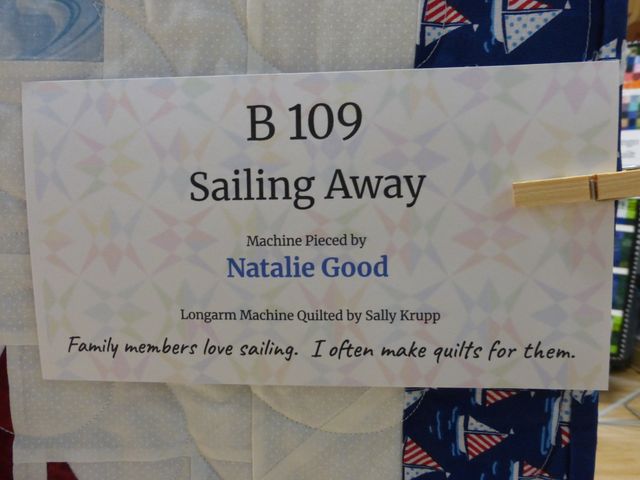 B 109
Sailing Away
Machine Pieced by
Natalie Good
Longarm Machine Quilted by Sally Krupp
Family members love sailing. I often make quilts for them.